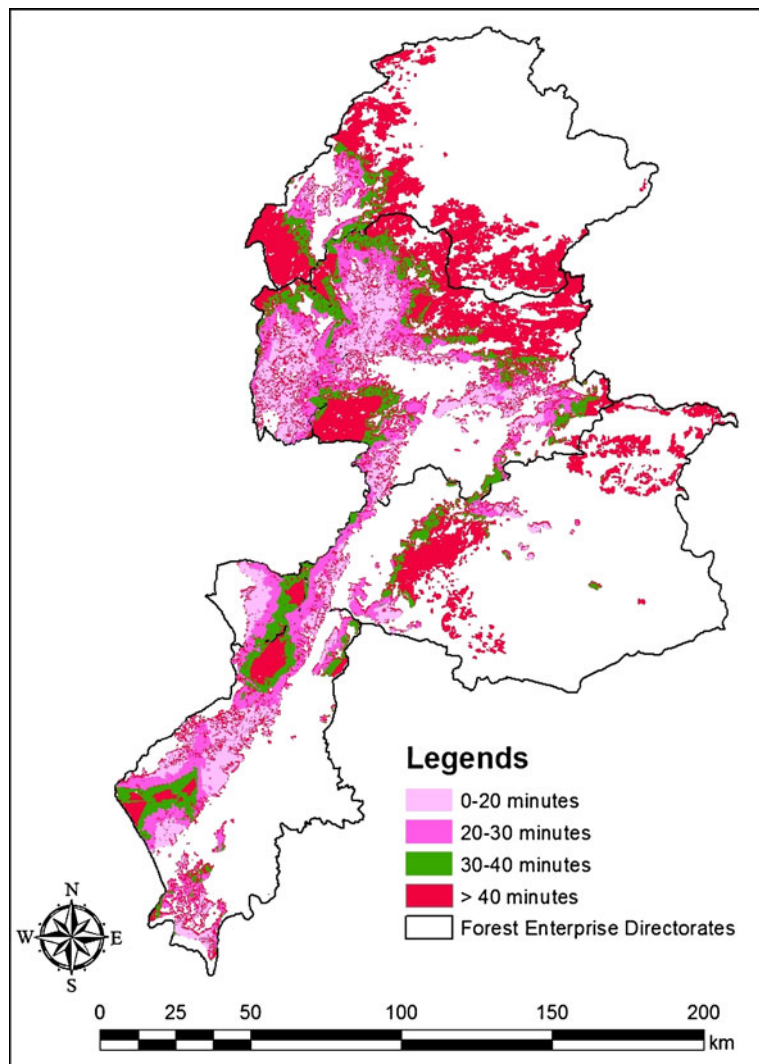 Legends
0-20 minutes
20-30 minutes
30-40 minutes
> 40 minutes
Forest Enterprise Directorates
N
W E
S
0 25 50 100 150 200
km